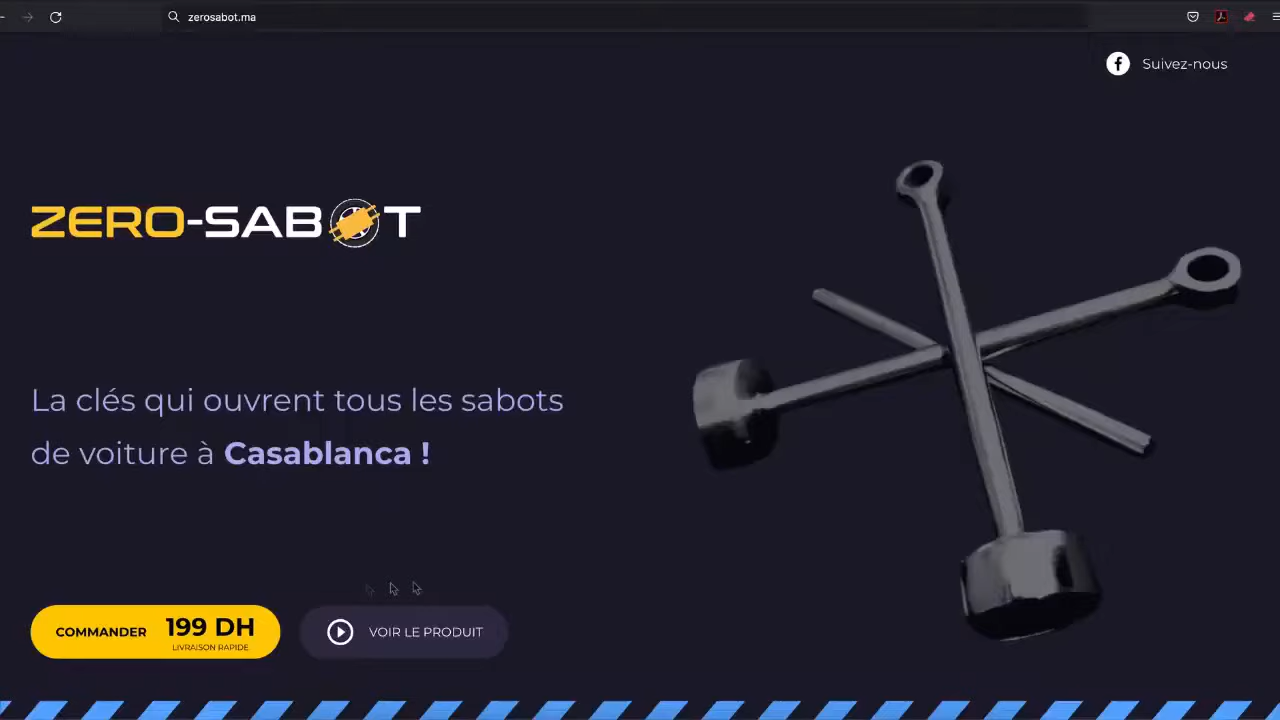 zerosabot.ma
Suivez-nous
ZERO-SABOT
La clés qui ouvrent tous les sabots
de voiture à Casablanca !
COMMANDER 199 DH
LIVRAISON RAPIDE
VOIR LE PRODUIT